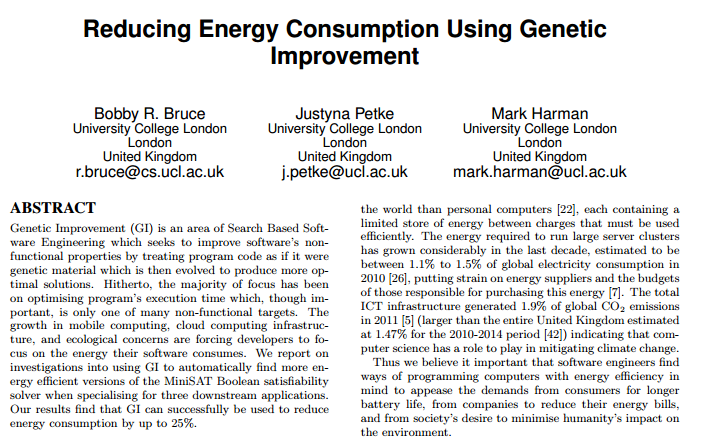 Reducing Energy Consumption Using Genetic
Improvement
Bobby R. Bruce
University College London
London
United Kingdom
r.bruce@cs.ucl.ac.uk
Justyna Petke
University College London
London
United Kingdom
j.petke@ucl.ac.uk
Mark Harman
University College London
London
United Kingdom
mark.harman@ucl.ac.uk
ABSTRACT
Genetic Improvement (GI) is an area of Search Based Soft-
ware Engineering which seeks to improve software's non-
functional properties by treating program code as if it were
genetic material which is then evolved to produce more op-
timal solutions. Hitherto, the majority of focus has been
on optimising program's execution time which, though im-
portant, is only one of many non-functional targets. The
growth in mobile computing, cloud computing infrastruc-
ture, and ecological concerns are forcing developers to fo-
cus on the energy their software consumes. We report on
investigations into using GI to automatically find more en-
ergy efficient versions of the MiniSAT Boolean satisfiability
solver when specialising for three downstream applications.
Our results find that GI can successfully be used to reduce
energy consumption by up to 25%.
the world than personal computers [22], each containing a
limited store of energy between charges that must be used
efficiently. The energy required to run large server clusters
has grown considerably in the last decade, estimated to be
between 1.1% to 1.5% of global electricity consumption in
2010 [26], putting strain on energy suppliers and the budgets
of those responsible for purchasing this energy [7]. The total
ICT infrastructure generated 1.9% of global CO2 emissions
in 2011 [5] (larger than the entire United Kingdom estimated
at 1.47% for the 2010-2014 period [42]) indicating that com-
puter science has a role to play in mitigating climate change.
Thus we believe it important that software engineers find
ways of programming computers with energy efficiency in
mind to appease the demands from consumers for longer
battery life, from companies to reduce their energy bills,
and from society's desire to minimise humanity's impact on
the environment.